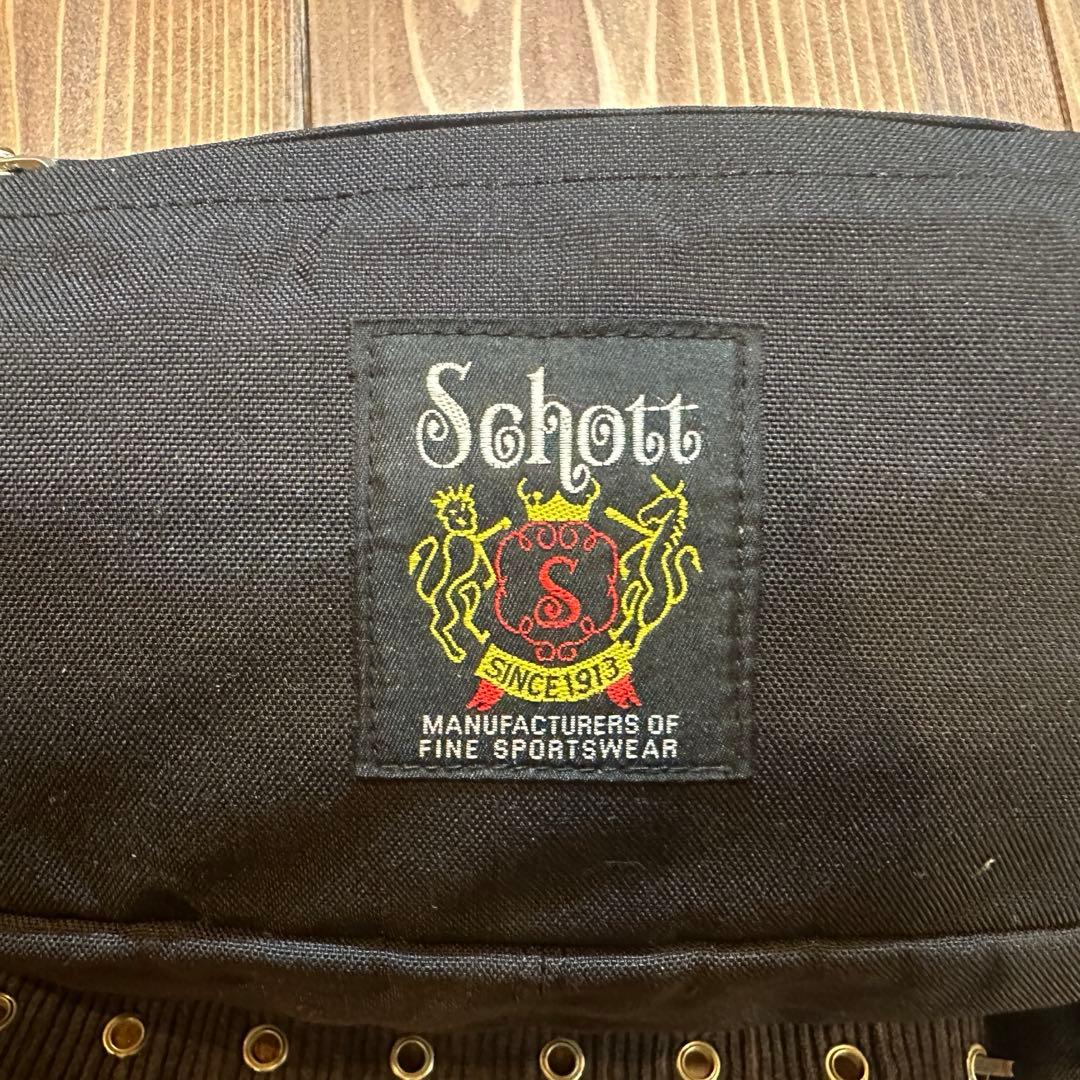 Schott
S
SINCE 1913
MANUFACTURERS OF
FINE SPORTSWEAR